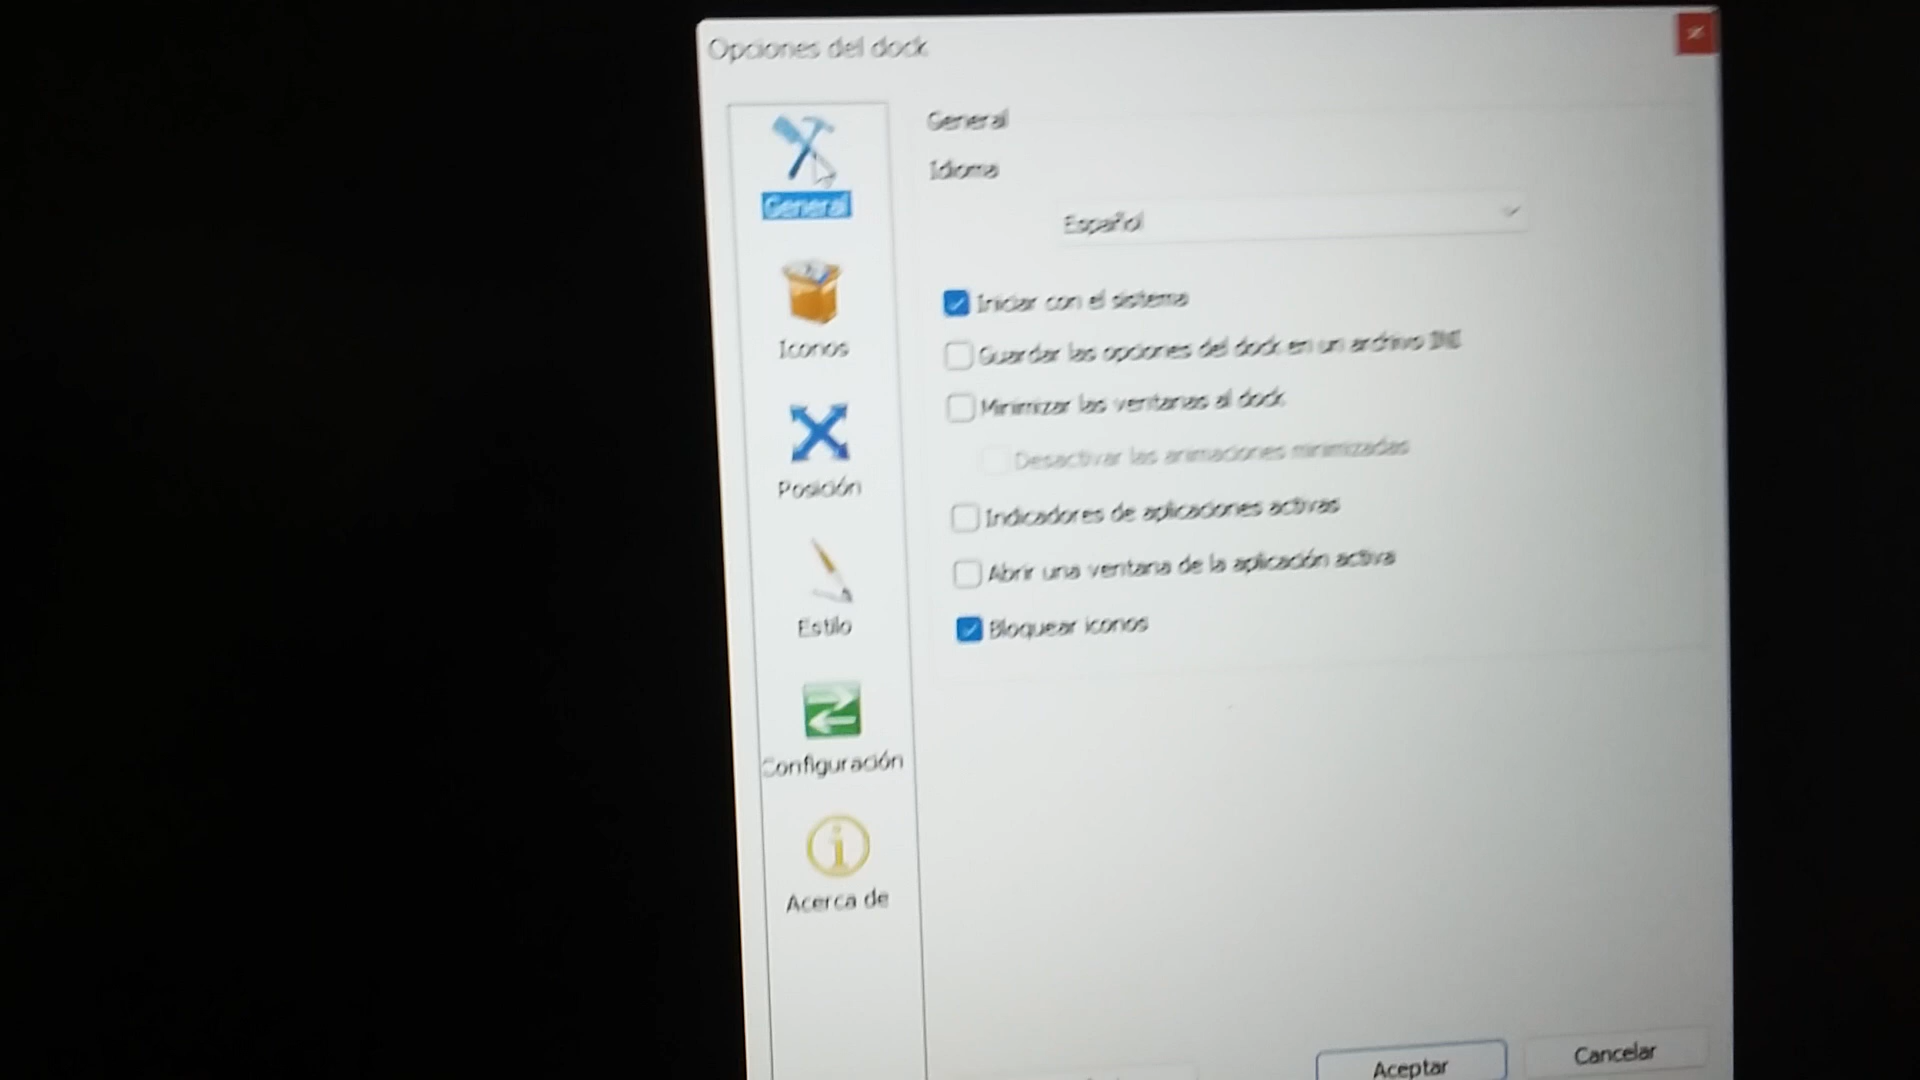 Opciones del dock
General
Iconos
Posición
Estilo
Configuración
Acerca de
General
Idioma
Español
Iniciar con el sistema
Guardar las opciones del dock en un archivo INI
Minimizar las ventanas al dock
Desactivar las animaciones minimizadas
Indicadores de aplicaciones activas
Abrir una ventana de la aplicación activa
Bloquear iconos
Aceptar
Cancelar